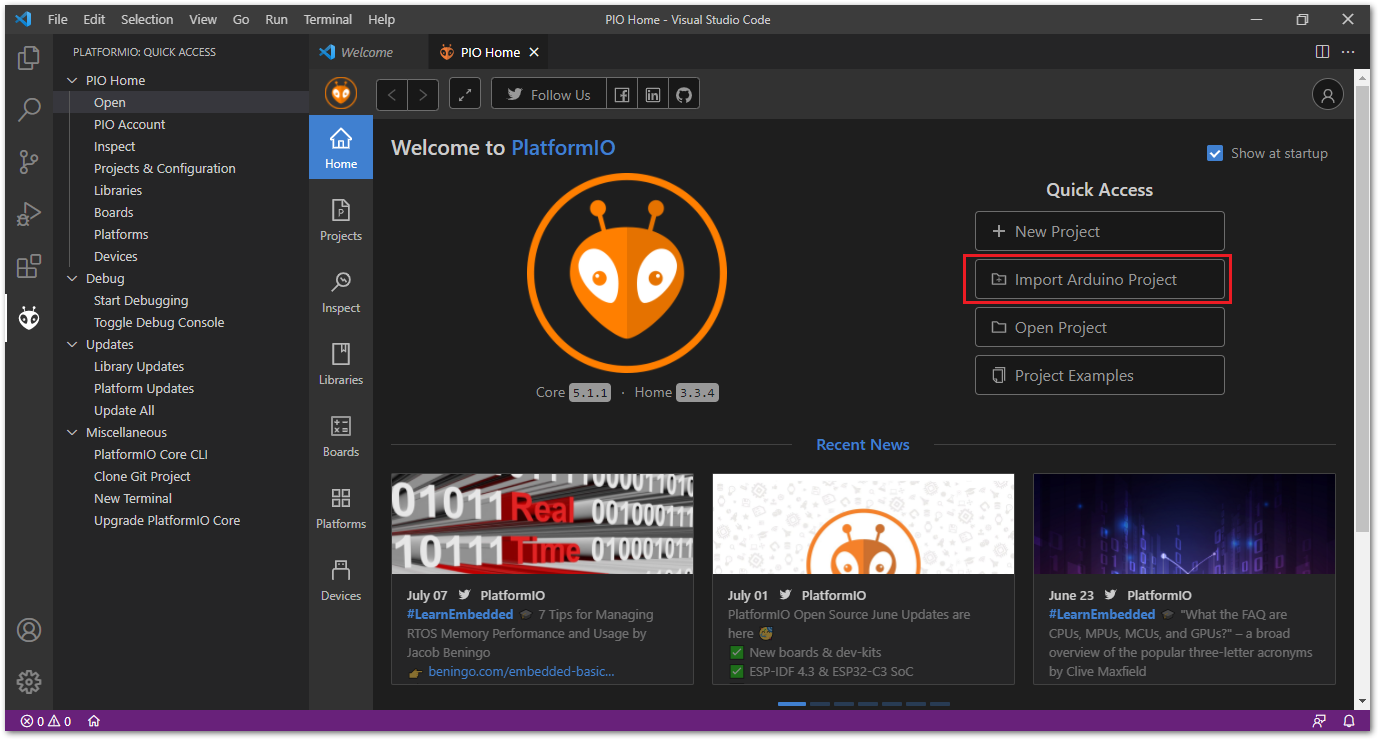 File Edit Selection View Go Run Terminal Help
PIO Home - Visual Studio Code
PLATFORMIO: QUICK ACCESS
PIO Home
Open
PIO Account
Inspect
Projects & Configuration
Libraries
Boards
Platforms
Devices
Debug
Start Debugging
Toggle Debug Console
Updates
Library Updates
Platform Updates
Update All
Miscellaneous
PlatformIO Core CLI
Clone Git Project
New Terminal
Upgrade PlatformIO Core
Welcome
PIO Home
Follow Us
Home
Projects
Inspect
Libraries
Boards
Platforms
Devices
Welcome to PlatformIO
Show at startup
Core 5.1.1 · Home 3.3.4
Quick Access
New Project
Import Arduino Project
Open Project
Project Examples
Recent News
01011 Real 001000111
10111 Time
July 07 PlatformIO
#LearnEmbedded 7 Tips for Managing
RTOS Memory Performance and Usage by
Jacob Beningo
beningo.com/embedded-basic...
July 01 PlatformIO
PlatformIO Open Source June Updates are
here
New boards & dev-kits
ESP-IDF 4.3 & ESP32-C3 SoC
June 23 PlatformIO
#LearnEmbedded "What the FAQ are
CPUs, MPUs, MCUs, and GPUs?" – a broad
overview of the popular three-letter acronyms
by Clive Maxfield
0 0